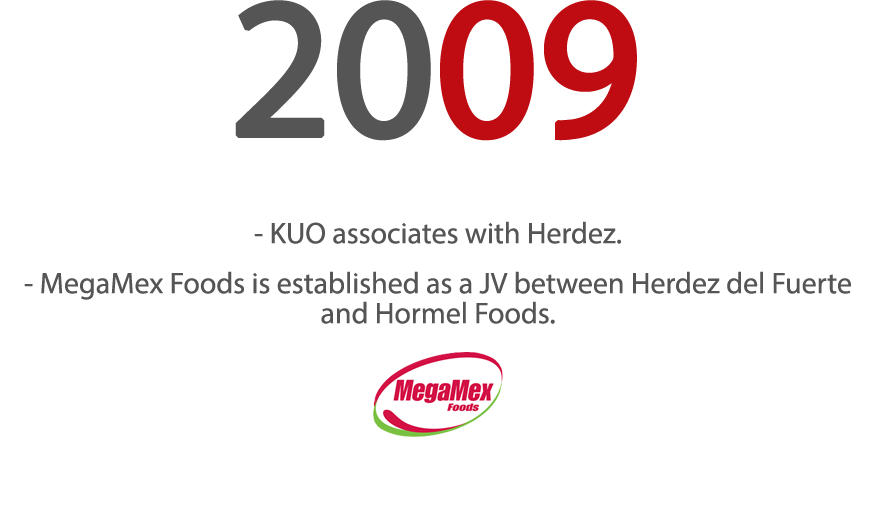 2009
- KUO associates with Herdez.
- MegaMex Foods is established as a JV between Herdez del Fuerte
and Hormel Foods.
MegaMex
Foods